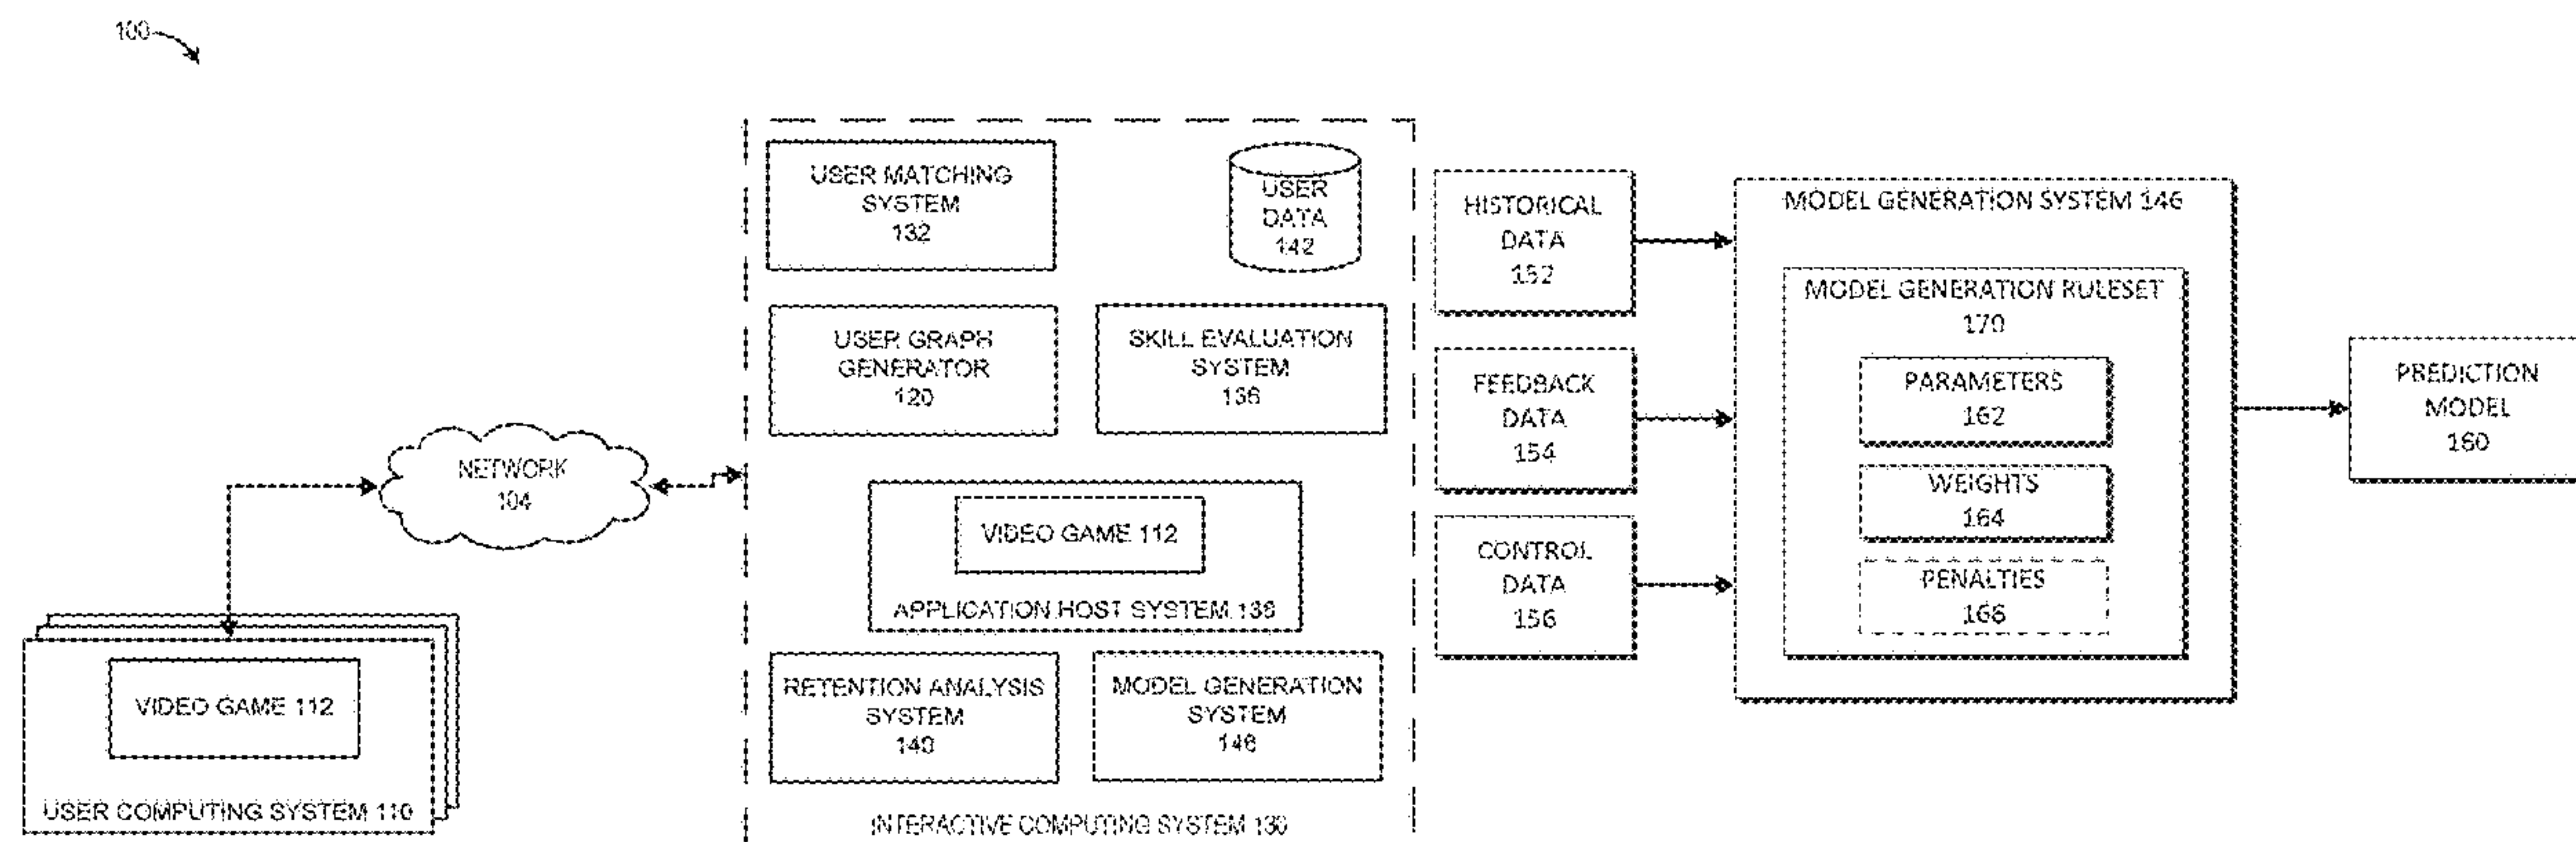 100
USER MATCHING
SYSTEM
132
USER
DATA
142
USER GRAPH
GENERATOR
120
SKILL EVALUATION
SYSTEM
136
NETWORK
104
VIDEO GAME 112
APPLICATION HOST SYSTEM
RETENTION ANALYSIS
SYSTEM
140
MODEL GENERATION
SYSTEM
146
INTERACTIVE COMPUTING SYSTEM 130
VIDEO GAME 112
USER COMPUTING SYSTEM 110
HISTORICAL
DATA
152
FEEDBACK
DATA
154
CONTROL
DATA
156
MODEL GENERATION SYSTEM 146
MODEL GENERATION RULESET
170
PARAMETERS
162
WEIGHTS
164
PENALTIES
PREDICTION
MODEL
160